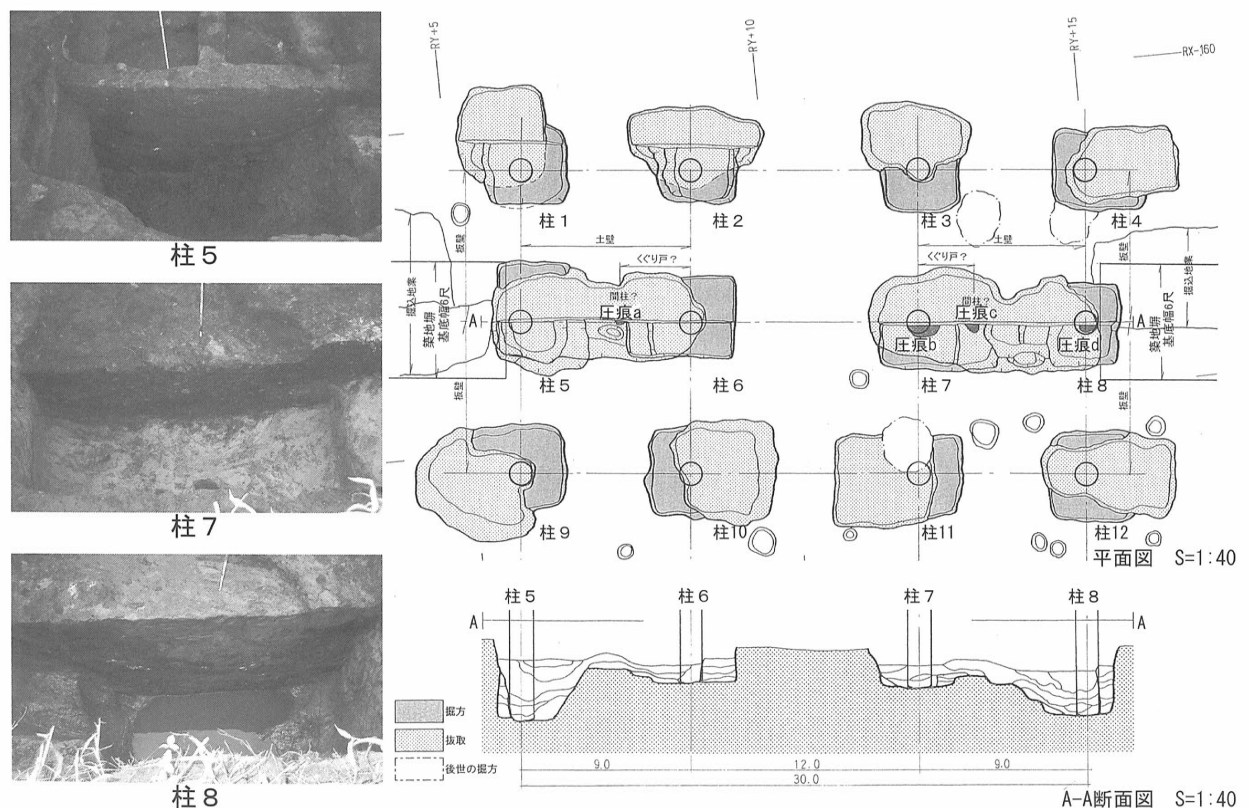 柱5
柱7
柱8
RY+5
RY+10
RY+15
RX-160
柱1
柱2
柱3
柱4
板壁
土壁
土壁
板壁
くぐり戸?
くぐり戸?
掘込地業
築地塀
基底幅6尺
間柱?
圧痕a
間柱?
圧痕c
掘込地業
築地塀
基底幅6尺
A
A
圧痕b
圧痕d
柱5
柱6
柱7
柱8
板壁
板壁
柱9
柱10
柱11
柱12
平面図 S=1:40
柱5
柱6
柱7
柱8
A
A
掘方
抜取
後世の掘方
9.0
12.0
9.0
30.0
A-A断面図 S=1:40